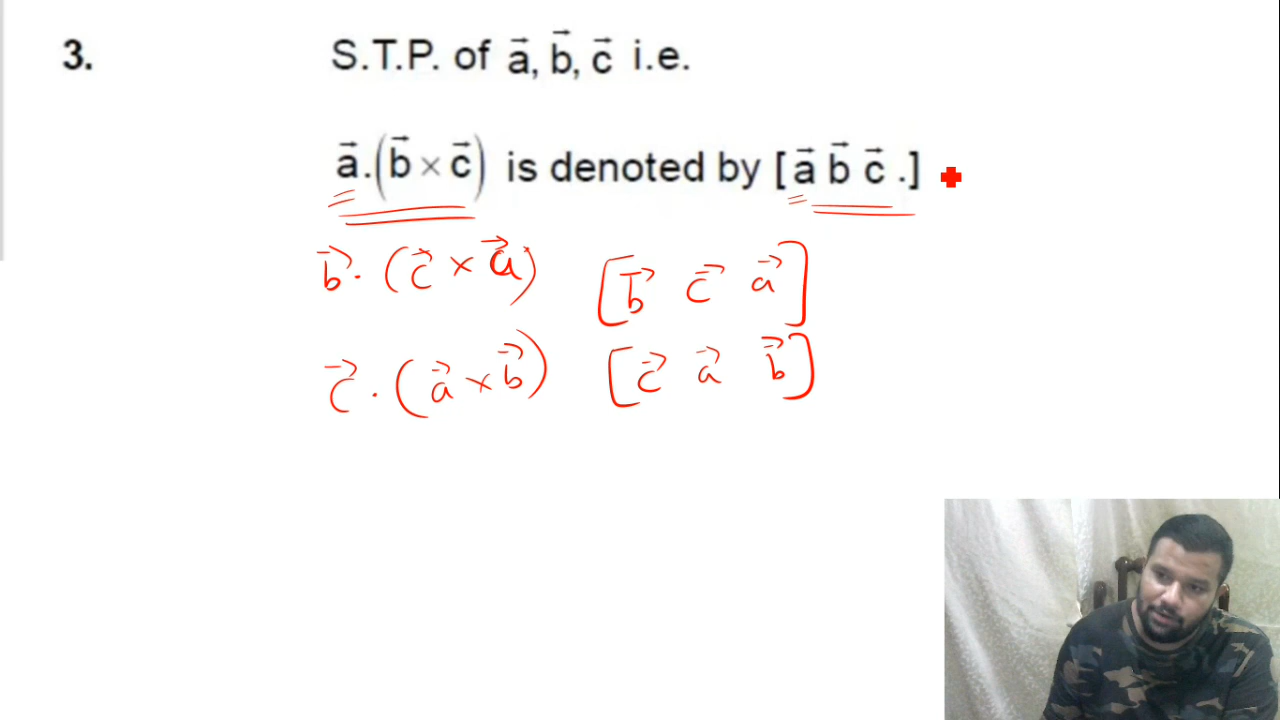 3. S.T.P. of a⃗, b⃗, c⃗ i.e.
a⃗.(b⃗ × c⃗) is denoted by [a⃗ b⃗ c⃗ .]
b⃗ · (c⃗ × a⃗) [b⃗ c⃗ a⃗]
c⃗ · (a⃗ × b⃗) [c⃗ a⃗ b⃗]